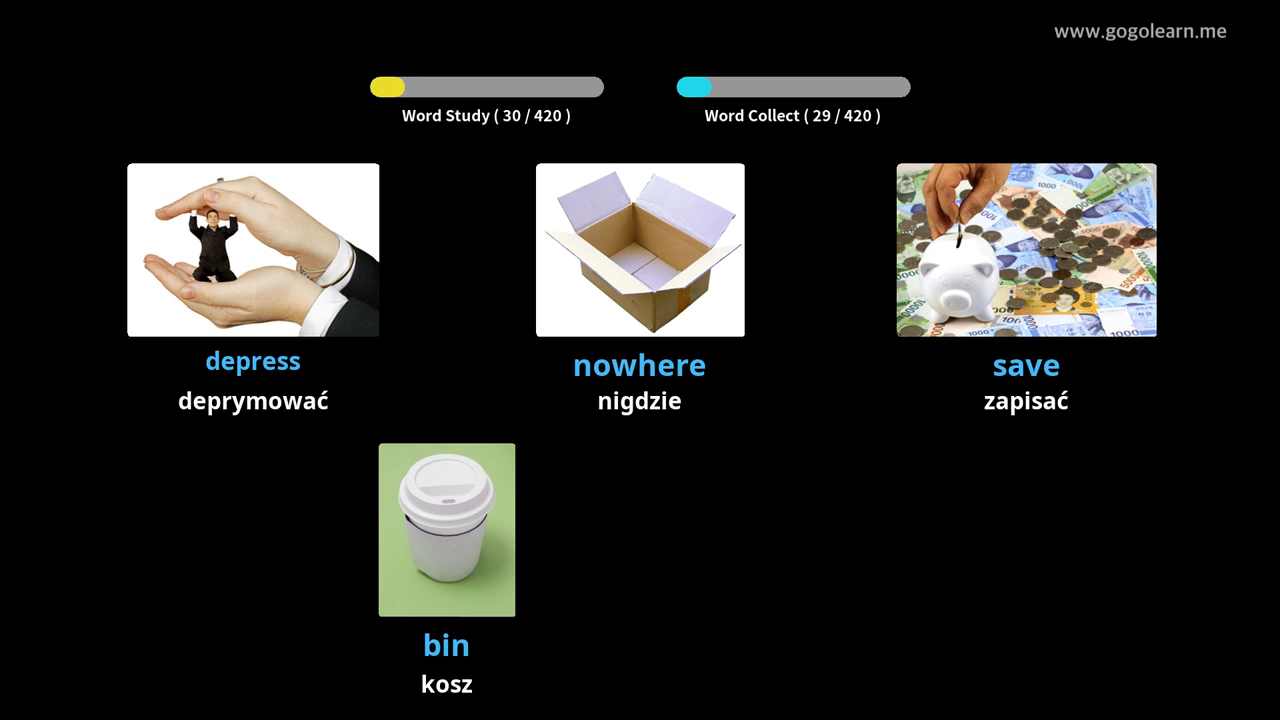 www.gogolearn.me
Word Study ( 30 / 420 )
Word Collect ( 29 / 420 )
depress
deprymować
nowhere
nigdzie
save
zapisać
bin
kosz